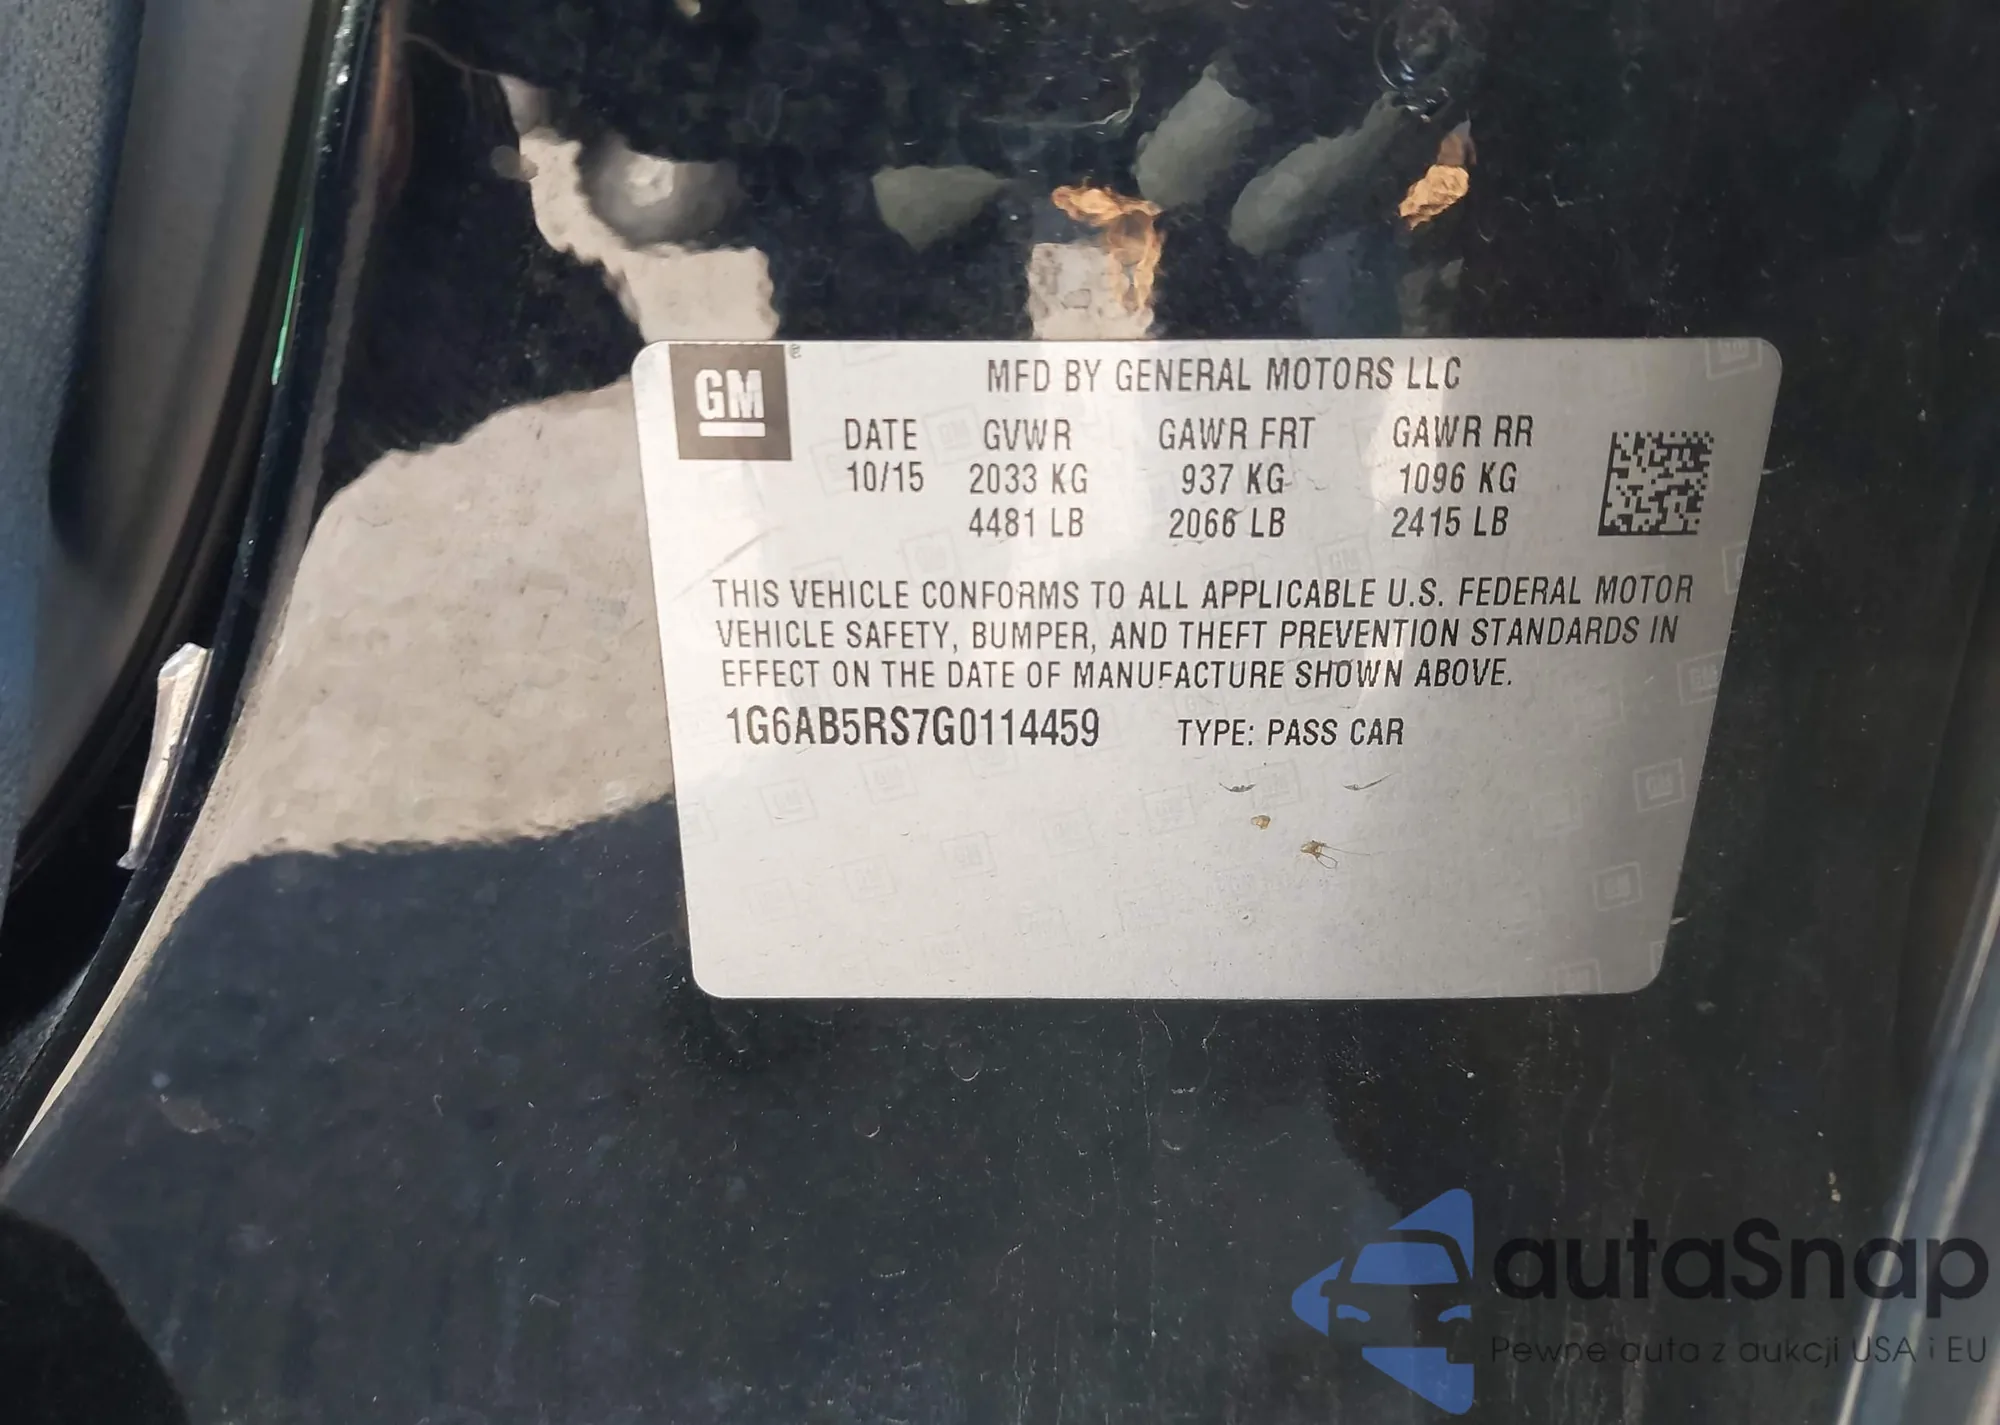 GM
MFD BY GENERAL MOTORS LLC
DATE GVWR GAWR FRT GAWR RR
10/15 2033 KG 937 KG 1096 KG
4481 LB 2066 LB 2415 LB
THIS VEHICLE CONFORMS TO ALL APPLICABLE U.S. FEDERAL MOTOR
VEHICLE SAFETY, BUMPER, AND THEFT PREVENTION STANDARDS IN
EFFECT ON THE DATE OF MANUFACTURE SHOWN ABOVE.
1G6AB5RS7G0114459 TYPE: PASS CAR
autaSnap
Pewne auta z aukcji USA i EU